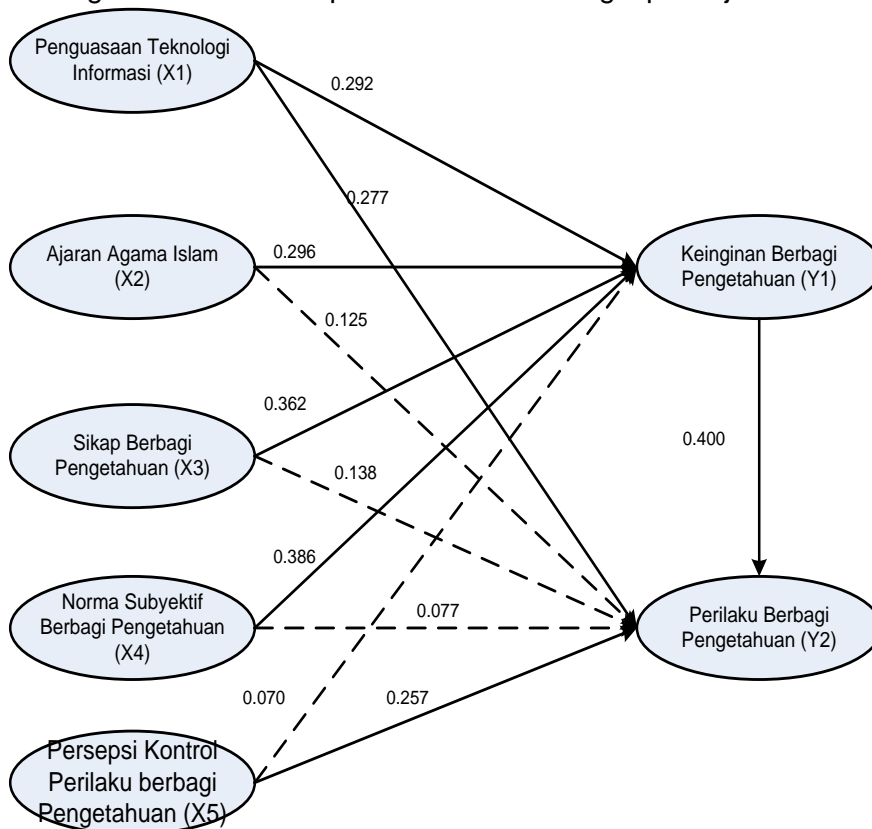 Penguasaan Teknologi
Informasi (X1)
0.292
0.277
Ajaran Agama Islam
(X2)
0.296
Keinginan Berbagi
Pengetahuan (Y1)
0.125
0.362
Sikap Berbagi
Pengetahuan (X3)
0.400
0.138
0.386
Norma Subyektif
Berbagi Pengetahuan
(X4)
0.077
Perilaku Berbagi
Pengetahuan (Y2)
0.070
0.257
Persepsi Kontrol
Perilaku berbagi
Pengetahuan (X5)